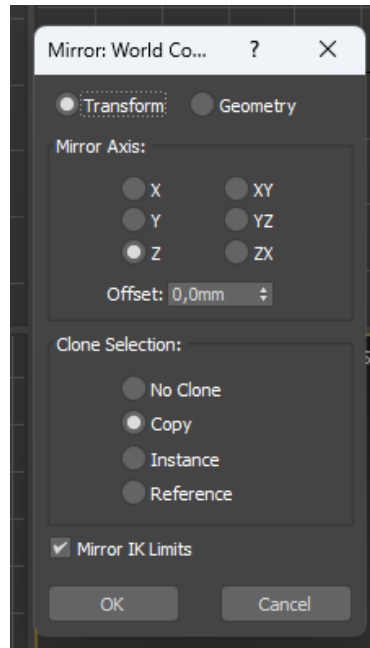 Mirror: World Co... ? ×
Transform Geometry
Mirror Axis:
X XY
Y YZ
Z ZX
Offset: 0,0mm
Clone Selection:
No Clone
Copy
Instance
Reference
Mirror IK Limits
OK Cancel